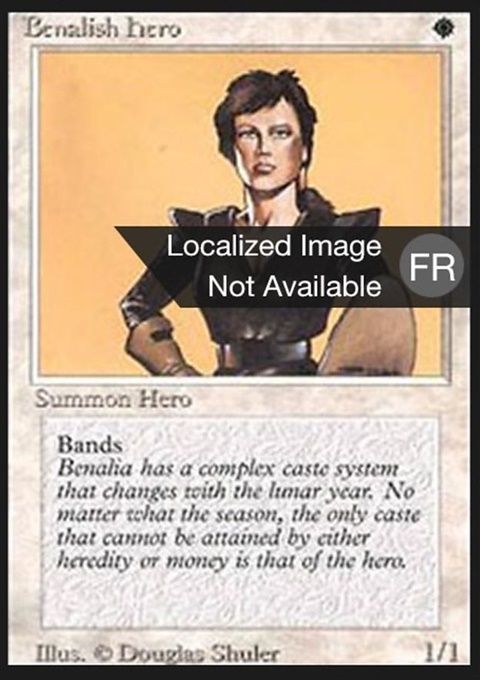 Benalish Hero
Localized Image
Not Available
FR
Summon Hero
Bands
Benalia has a complex caste system
that changes with the lunar year. No
matter what the season, the only caste
that cannot be attained by either
heredity or money is that of the hero.
Illus. © Douglas Shuler
1/1